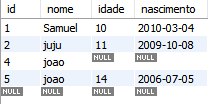 id nome idade nascimento
1 Samuel 10 2010-03-04
2 juju 11 2009-10-08
4 joao NULL NULL
5 joao 14 2006-07-05
NULL NULL NULL NULL